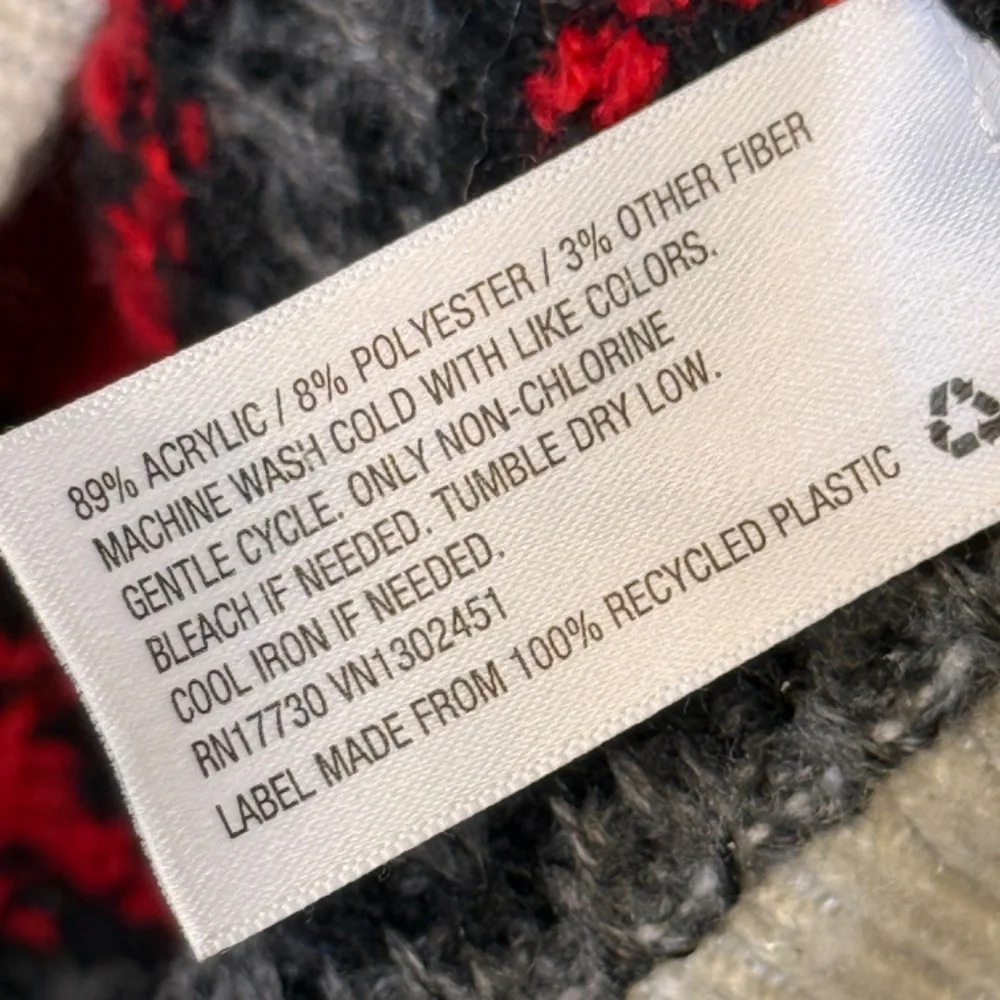 89% ACRYLIC / 8% POLYESTER / 3% OTHER FIBER
MACHINE WASH COLD WITH LIKE COLORS.
GENTLE CYCLE. ONLY NON-CHLORINE
BLEACH IF NEEDED. TUMBLE DRY LOW.
COOL IRON IF NEEDED.
RN17730 VN1302451
LABEL MADE FROM 100% RECYCLED PLASTIC